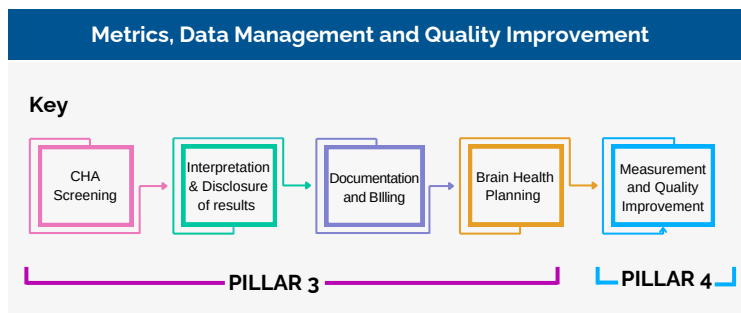 Metrics, Data Management and Quality Improvement
Key
CHA
Screening
Interpretation
& Disclosure
of results
Documentation
and BIlling
Brain Health
Planning
Measurement
and Quality
Improvement
PILLAR 3
PILLAR 4